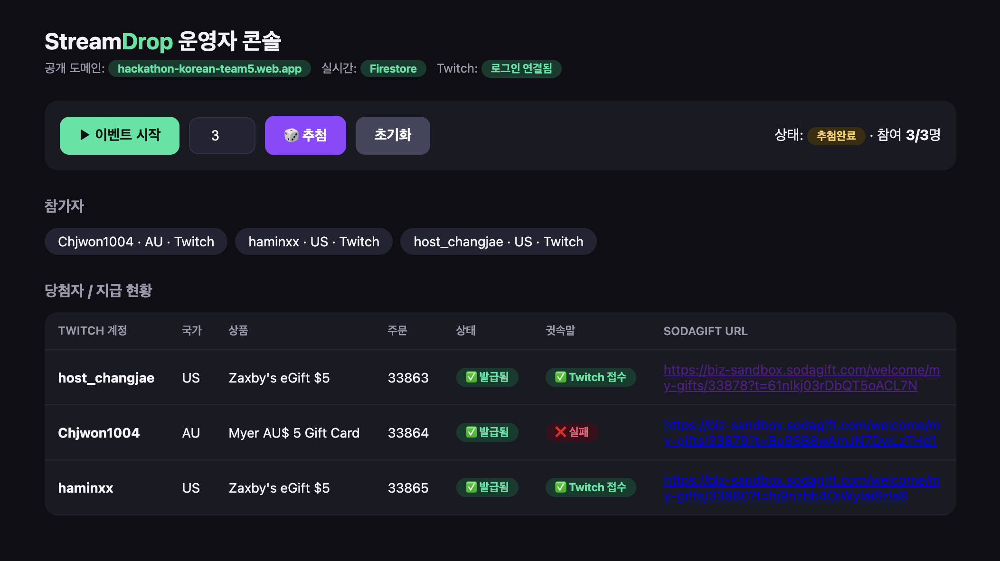 StreamDrop 운영자 콘솔
공개 도메인: hackathon-korean-team5.web.app 실시간: Firestore Twitch: 로그인 연결됨
▶ 이벤트 시작 3 🎲 추첨 초기화 상태: 추첨완료 · 참여 3/3명
참가자
Chjwon1004 · AU · Twitch haminxx · US · Twitch host_changjae · US · Twitch
당첨자 / 지급 현황
TWITCH 계정 국가 상품 주문 상태 귓속말 SODAGIFT URL
host_changjae US Zaxby's eGift $5 33863 ✅ 발급됨 ✅ Twitch 접수 https://biz-sandbox.sodagift.com/welcome/m
y-gifts/33878?t=61nlkj03rDbQT5oACL7N
Chjwon1004 AU Myer AU$ 5 Gift Card 33864 ✅ 발급됨 ❌ 실패 https://biz-sandbox.sodagift.com/welcome/m
y-gifts/33879?t=BoBSB8wAmJN7DwLzTHd1
haminxx US Zaxby's eGift $5 33865 ✅ 발급됨 ✅ Twitch 접수 https://biz-sandbox.sodagift.com/welcome/m
y-gifts/33880?t=hj9nzbb4OiWylai8zla8